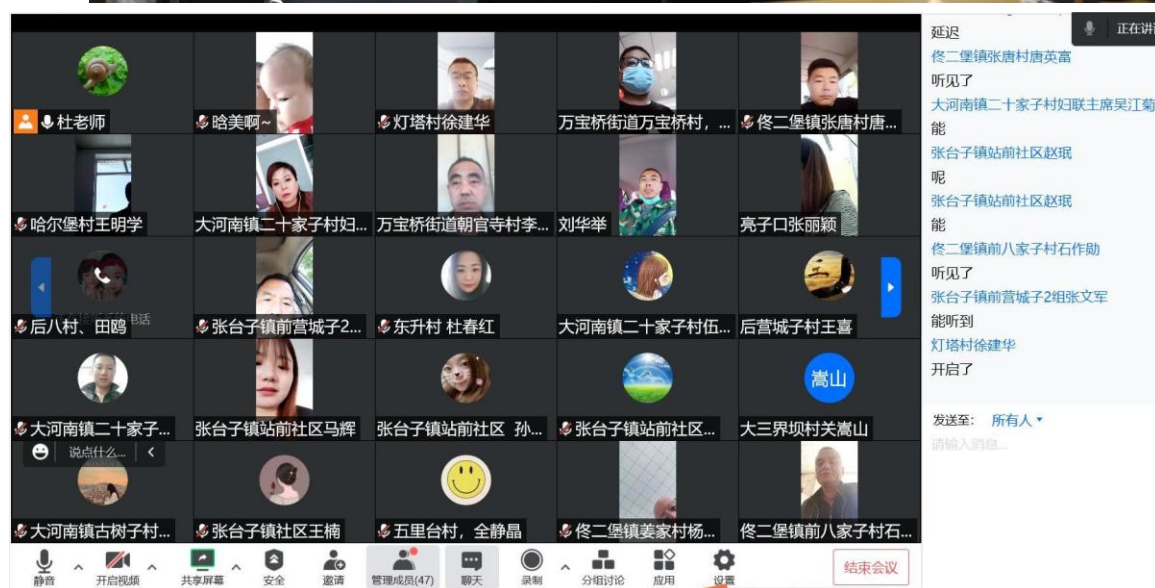 杜老师
晗美啊~
灯塔村徐建华
万宝桥街道万宝桥村，...
佟二堡镇张唐村唐...
哈尔堡村王明学
大河南镇二十家子村妇...
万宝桥街道朝官寺村李...
刘华举
亮子口张丽颖
后八村、田鸥
张台子镇前营城子2...
东升村 杜春红
大河南镇二十家子村伍...
后营城子村王喜
大河南镇二十家子...
张台子镇站前社区马辉
张台子镇站前社区 孙...
张台子镇站前社区...
嵩山
大三界坝村关嵩山
说点什么...
大河南镇古树子村...
张台子镇社区王楠
五里台村，全静晶
佟二堡镇姜家村杨...
佟二堡镇前八家子村石...
静音
开启视频
共享屏幕
安全
邀请
管理成员(47)
聊天
录制
分组讨论
应用
设置
结束会议
延迟
正在讲
佟二堡镇张唐村唐英富
听见了
大河南镇二十家子村妇联主席吴江菊
能
张台子镇站前社区赵珉
呢
张台子镇站前社区赵珉
能
佟二堡镇前八家子村石作勋
听见了
张台子镇前营城子2组张文军
能听到
灯塔村徐建华
开启了
发送至： 所有人
请输入消息...